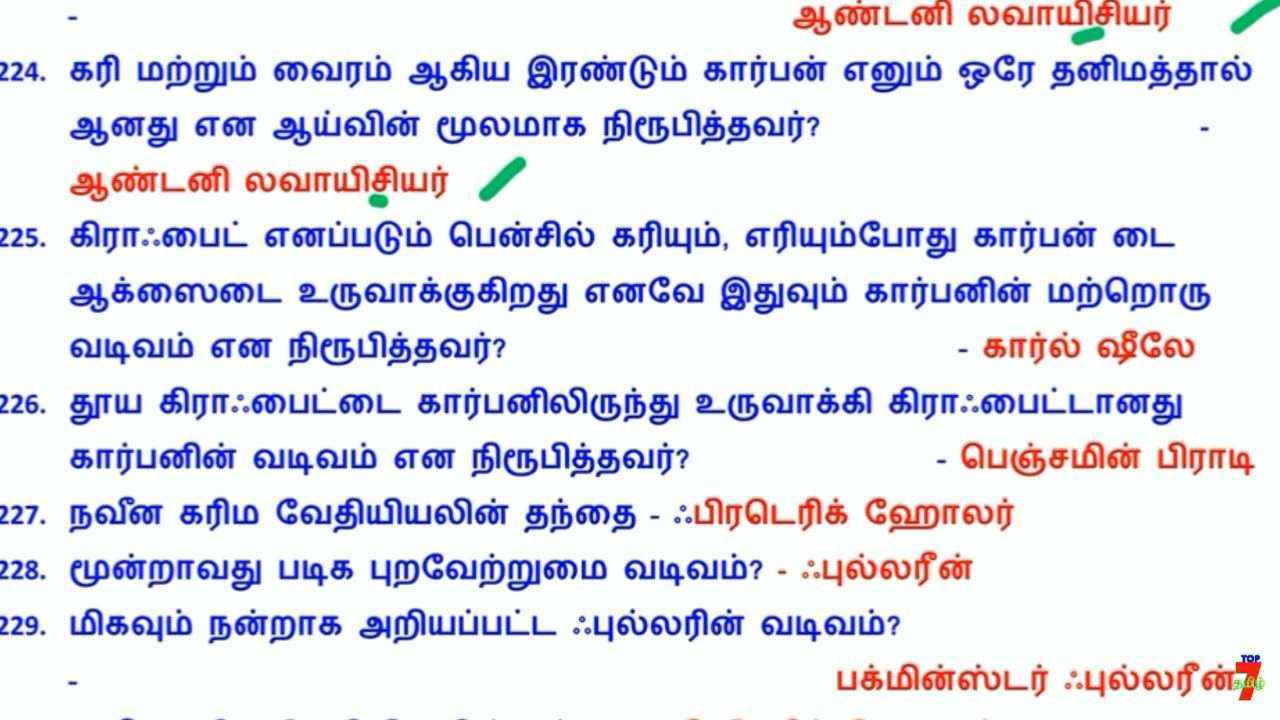 - ஆண்டனி லவாயிசியர்
224. கரி மற்றும் வைரம் ஆகிய இரண்டும் கார்பன் எனும் ஒரே தனிமத்தால்
ஆனது என ஆய்வின் மூலமாக நிரூபித்தவர்? -
ஆண்டனி லவாயிசியர்
225. கிராஃபைட் எனப்படும் பென்சில் கரியும், எரியும்போது கார்பன் டை
ஆக்ஸைடை உருவாக்குகிறது எனவே இதுவும் கார்பனின் மற்றொரு
வடிவம் என நிரூபித்தவர்? - கார்ல் ஷீலே
226. தூய கிராஃபைட்டை கார்பனிலிருந்து உருவாக்கி கிராஃபைட்டானது
கார்பனின் வடிவம் என நிரூபித்தவர்? - பெஞ்சமின் பிராடி
227. நவீன கரிம வேதியியலின் தந்தை - ஃபிரடெரிக் ஹோலர்
228. மூன்றாவது படிக புறவேற்றுமை வடிவம்? - ஃபுல்லரீன்
229. மிகவும் நன்றாக அறியப்பட்ட ஃபுல்லரின் வடிவம்?
- பக்மின்ஸ்டர் ஃபுல்லரீன்
TOP
7
தமிழ்